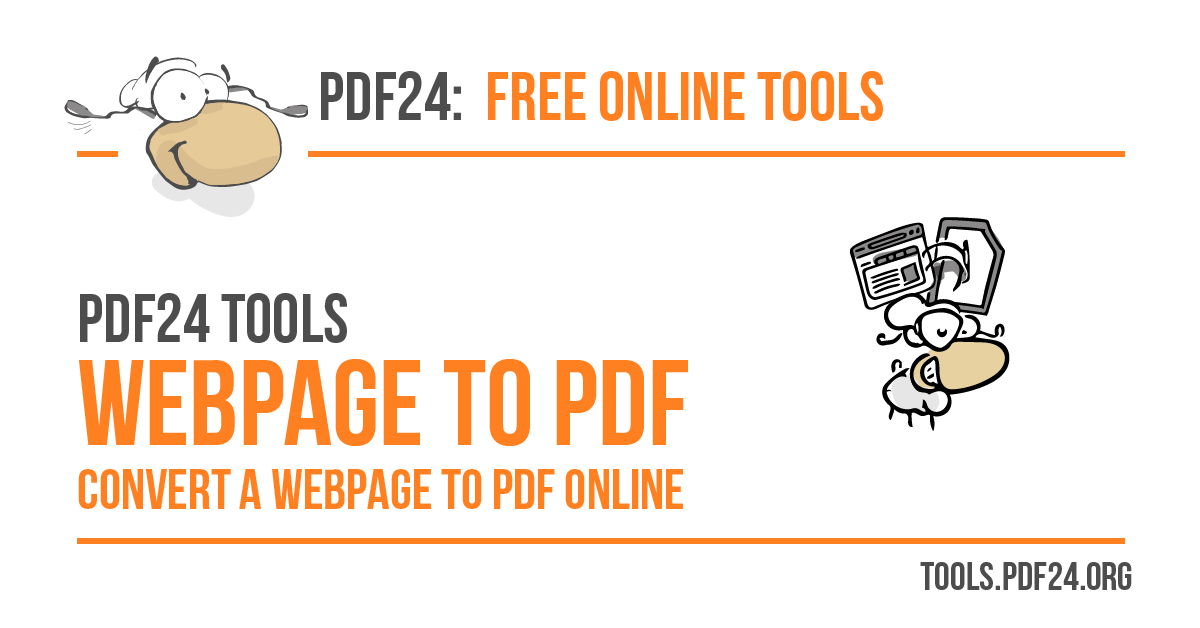 PDF24: FREE ONLINE TOOLS
PDF24 TOOLS
WEBPAGE TO PDF
CONVERT A WEBPAGE TO PDF ONLINE
TOOLS.PDF24.ORG